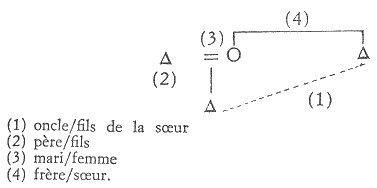 (4)
(3)
Δ = O Δ
(2)
Δ
(1)
(1) oncle/fils de la sœur
(2) père/fils
(3) mari/femme
(4) frère/sœur.